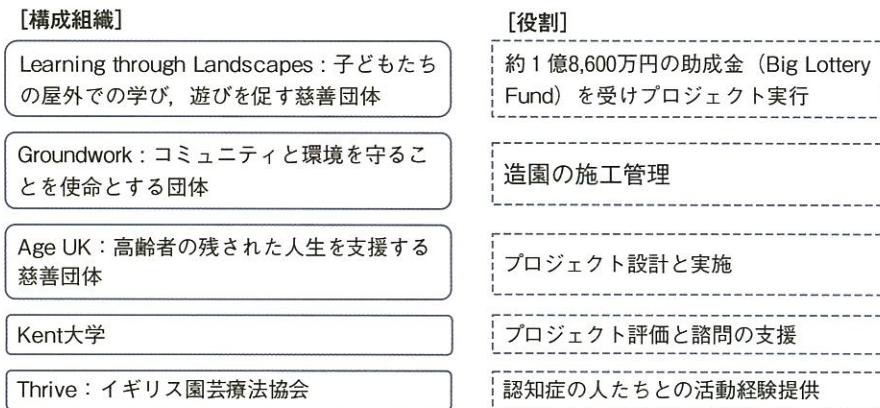 [構成組織]
[役割]
Learning through Landscapes：子どもたち
の屋外での学び，遊びを促す慈善団体
約1億8,600万円の助成金（Big Lottery
Fund）を受けプロジェクト実行
Groundwork：コミュニティと環境を守るこ
とを使命とする団体
造園の施工管理
Age UK：高齢者の残された人生を支援する
慈善団体
プロジェクト設計と実施
Kent大学
プロジェクト評価と諮問の支援
Thrive：イギリス園芸療法協会
認知症の人たちとの活動経験提供